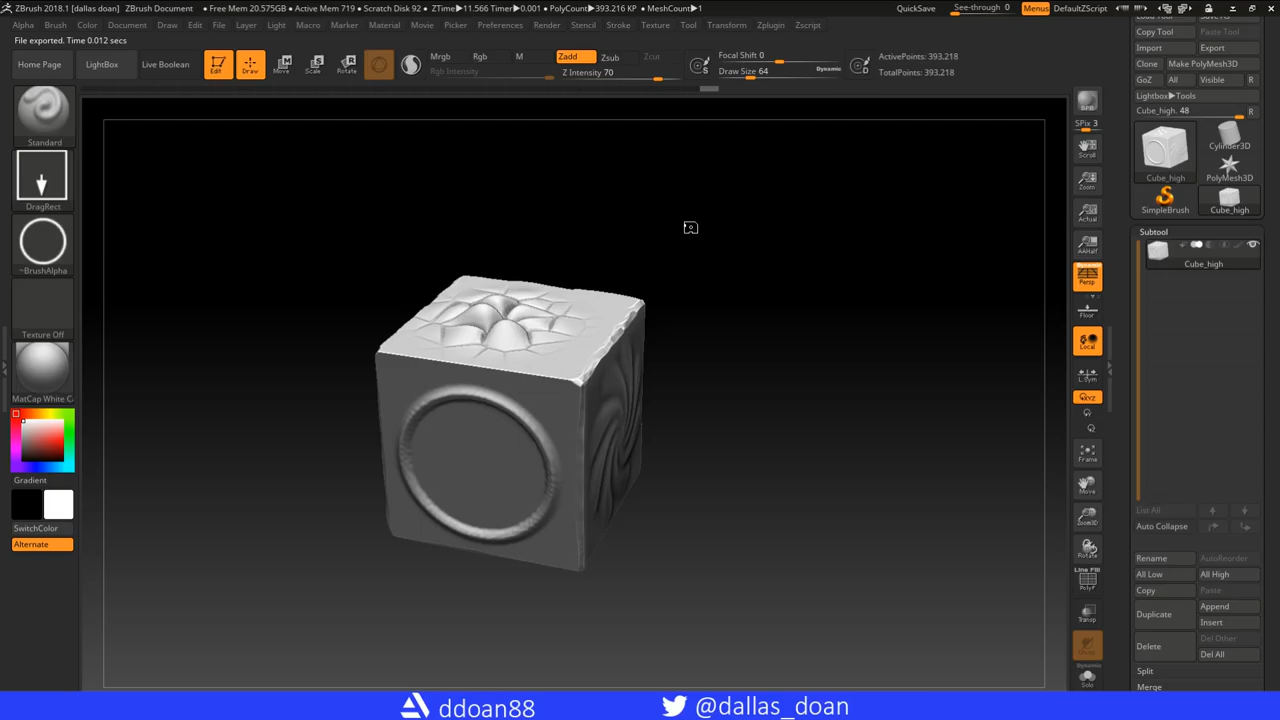 ZBrush 2018.1 [dallas doan]
ZBrush Document
• Free Mem 20.575GB • Active Mem 719 • Scratch Disk 92 • ZTime▶11.566 Timer▶0.001 • PolyCount▶393.216 KP • MeshCount▶1
QuickSave
See-through 0
Menus
DefaultZScript
Alpha Brush Color Document Draw Edit File Layer Light Macro Marker Material Movie Picker Preferences Render Stencil Stroke Texture Tool Transform Zplugin Zscript
File exported. Time 0.012 secs
Home Page
LightBox
Live Boolean
Edit
Draw
Move
Scale
Rotate
Mrgb
Rgb
M
Rgb Intensity
Zadd
Zsub
Zcut
Z Intensity 70
Focal Shift 0
Draw Size 64
Dynamic
ActivePoints: 393,218
TotalPoints: 393,218
Standard
DragRect
~BrushAlpha
Texture Off
MatCap White C
Gradient
SwitchColor
Alternate
BPR
SPix 3
Scroll
Zoom
Actual
AAHalf
Dynamic
Persp
Floor
Local
L.Sym
XYZ
Frame
Move
Zoom3D
Rotate
Line Fill
PolyF
Transp
Dynamic
Solo
Copy Tool
Paste Tool
Import
Export
Clone
Make PolyMesh3D
GoZ
All
Visible
R
Lightbox▶Tools
Cube_high. 48
R
Cube_high
Cylinder3D
PolyMesh3D
SimpleBrush
Cube_high
Subtool
Cube_high
List All
Auto Collapse
Rename
AutoReorder
All Low
All High
Copy
Paste
Duplicate
Append
Insert
Delete
Del Other
Del All
Split
Merge
ddoan88
@dallas_doan